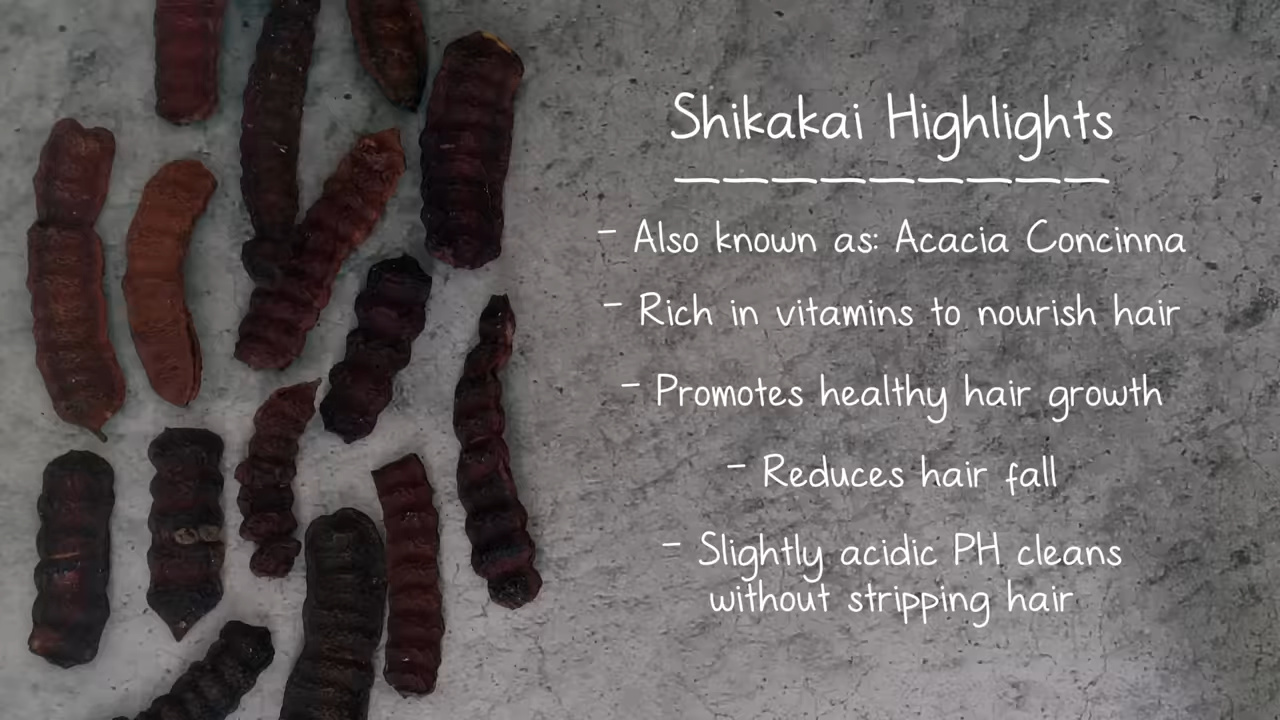 Shikakai Highlights
- Also known as: Acacia Concinna
- Rich in vitamins to nourish hair
- Promotes healthy hair growth
- Reduces hair fall
- Slightly acidic PH cleans
without stripping hair